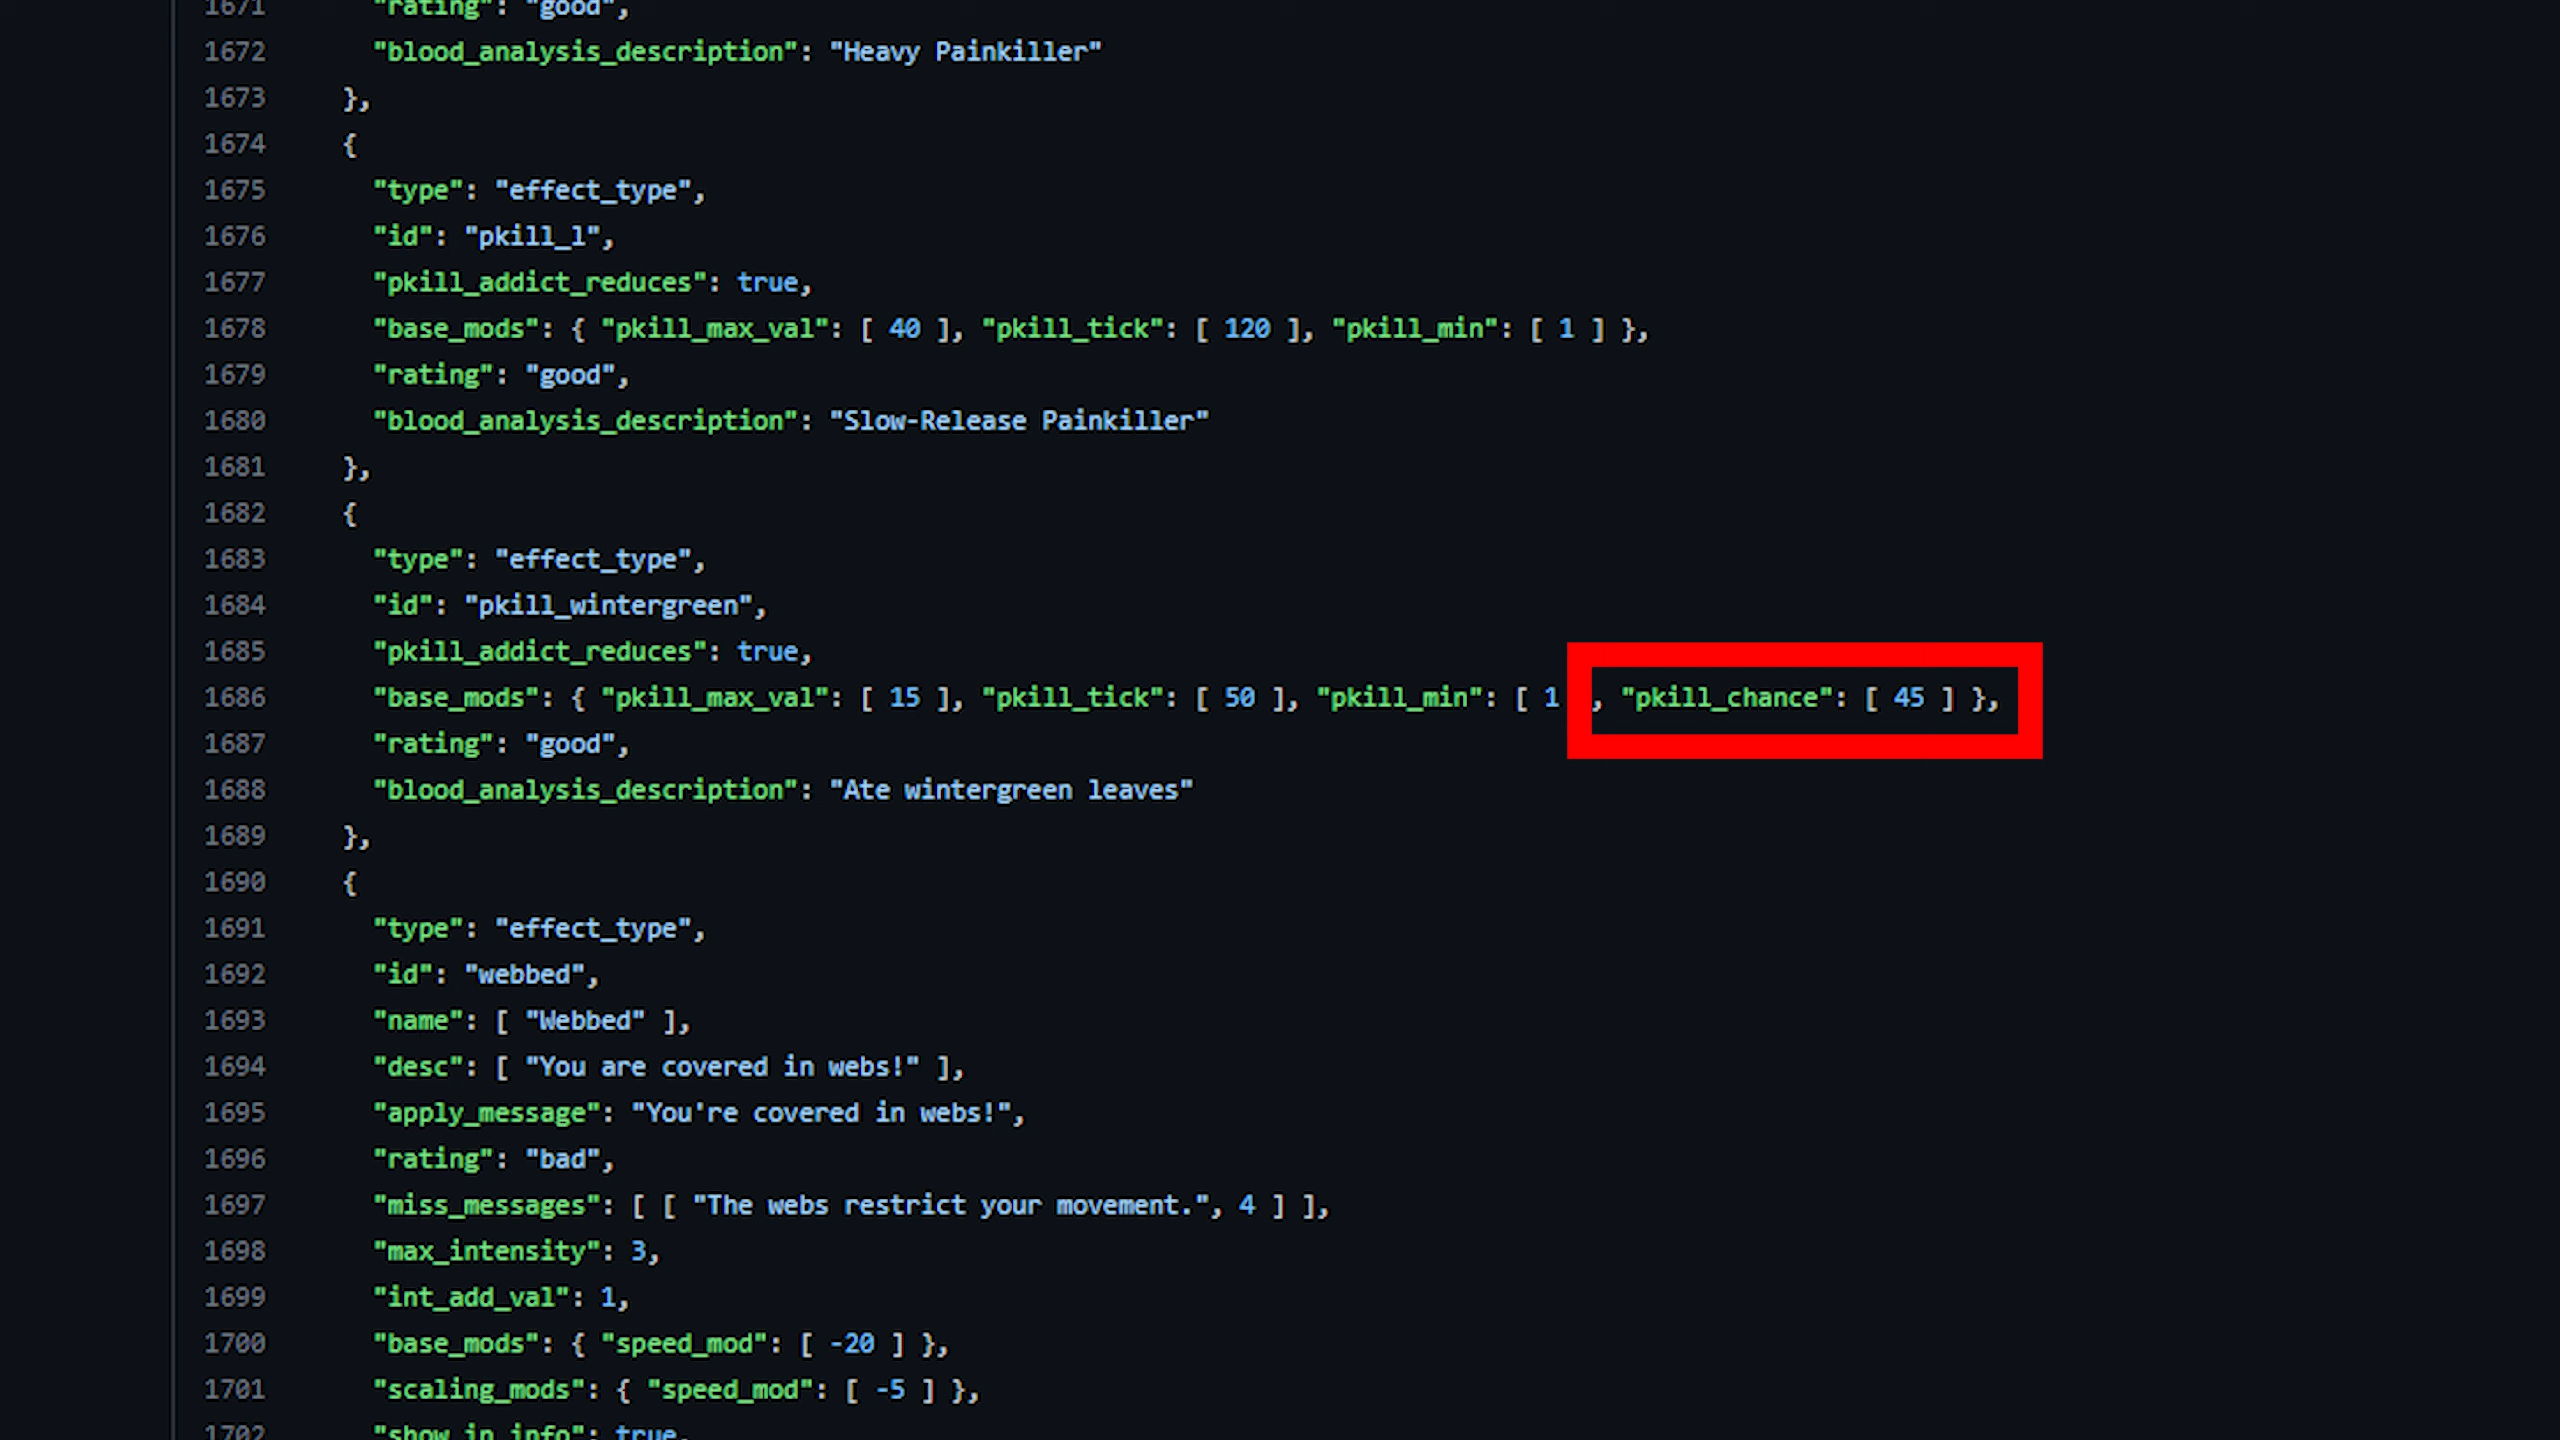 1671 "rating": "good",
1672 "blood_analysis_description": "Heavy Painkiller"
1673 },
1674 {
1675 "type": "effect_type",
1676 "id": "pkill_l",
1677 "pkill_addict_reduces": true,
1678 "base_mods": { "pkill_max_val": [ 40 ], "pkill_tick": [ 120 ], "pkill_min": [ 1 ] },
1679 "rating": "good",
1680 "blood_analysis_description": "Slow-Release Painkiller"
1681 },
1682 {
1683 "type": "effect_type",
1684 "id": "pkill_wintergreen",
1685 "pkill_addict_reduces": true,
1686 "base_mods": { "pkill_max_val": [ 15 ], "pkill_tick": [ 50 ], "pkill_min": [ 1 , "pkill_chance": [ 45 ] },
1687 "rating": "good",
1688 "blood_analysis_description": "Ate wintergreen leaves"
1689 },
1690 {
1691 "type": "effect_type",
1692 "id": "webbed",
1693 "name": [ "Webbed" ],
1694 "desc": [ "You are covered in webs!" ],
1695 "apply_message": "You're covered in webs!",
1696 "rating": "bad",
1697 "miss_messages": [ [ "The webs restrict your movement.", 4 ] ],
1698 "max_intensity": 3,
1699 "int_add_val": 1,
1700 "base_mods": { "speed_mod": [ -20 ] },
1701 "scaling_mods": { "speed_mod": [ -5 ] },
1702 "show_in_info": true,